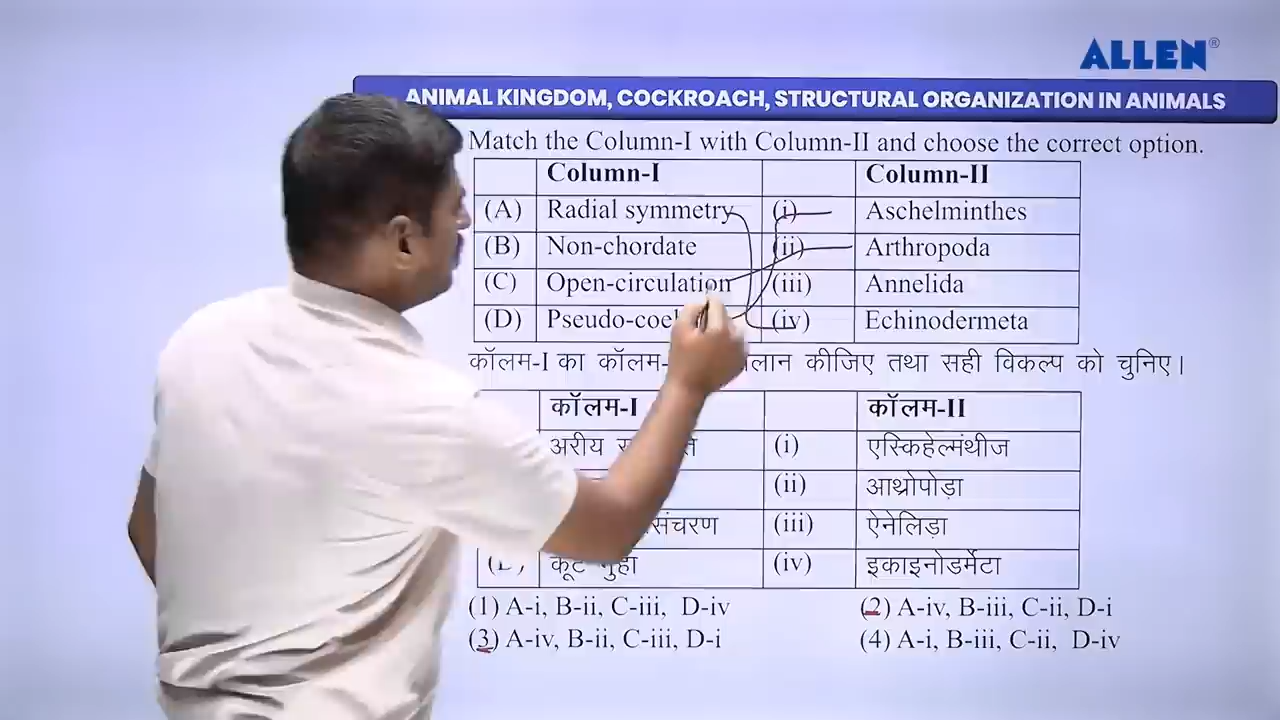 ALLEN®
ANIMAL KINGDOM, COCKROACH, STRUCTURAL ORGANIZATION IN ANIMALS
Match the Column-I with Column-II and choose the correct option.
Column-I Column-II
(A) Radial symmetry (i) Aschelminthes
(B) Non-chordate (ii) Arthropoda
(C) Open-circulation (iii) Annelida
(D) (iv) Echinodermeta
कॉलम-I का कीजिए तथा सही विकल्प को चुनिए।
कॉलम-I कॉलम-II
अरीय (i) एस्किहेल्मंथीज
(ii) आथ्रोपोड़ा
(iii) ऐनेलिड़ा
(iv) इकाइनोडर्मेटा
(1) A-i, B-ii, C-iii, D-iv (2) A-iv, B-iii, C-ii, D-i
(3) A-iv, B-ii, C-iii, D-i (4) A-i, B-iii, C-ii, D-iv